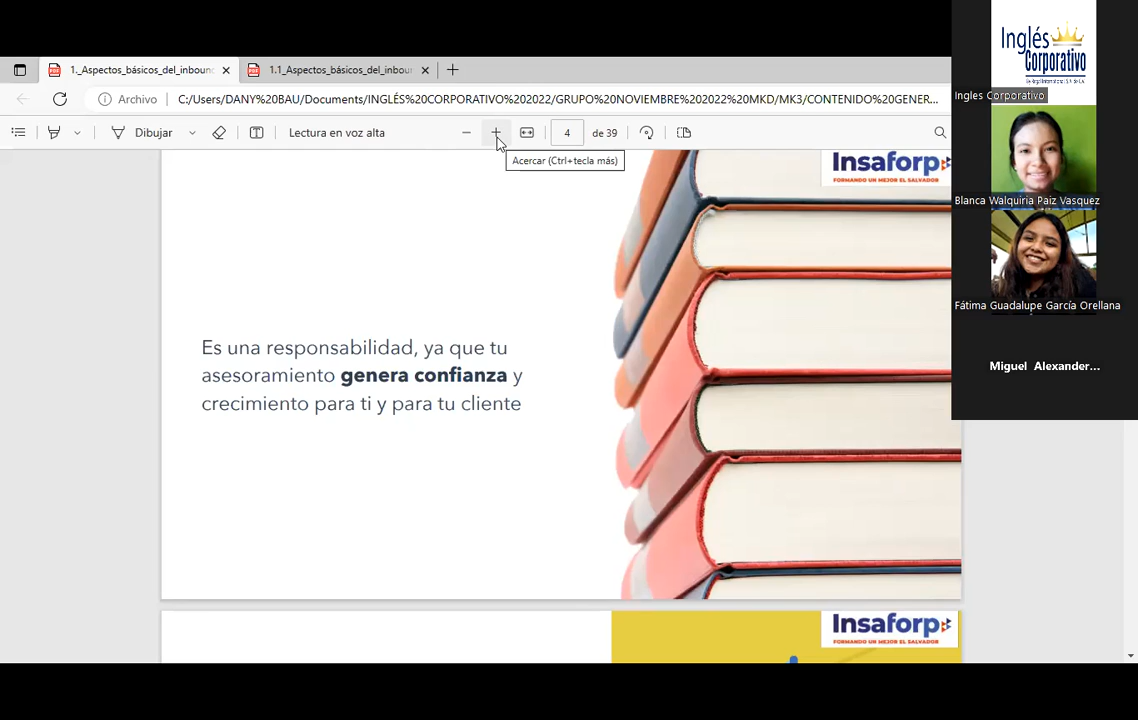 1._Aspectos_básicos_del_inbound
1.1_Aspectos_básicos_del_inbour
Archivo
C:/Users/DANY%20BAU/Documents/INGLÉS%20CORPORATIVO%202022/GRUPO%20NOVIEMBRE%202022%20MKD/MK3/CONTENIDO%20GENER...
Dibujar
Lectura en voz alta
4
de 39
Acercar (Ctrl+tecla más)
Insaforp
FORMANDO UN MEJOR EL SALVADOR
Es una responsabilidad, ya que tu
asesoramiento genera confianza y
crecimiento para ti y para tu cliente
Insaforp
FORMANDO UN MEJOR EL SALVADOR
Inglés
Corporativo
Ingles Corporativo
Blanca Walquiria Paiz Vasquez
Fátima Guadalupe García Orellana
Miguel Alexander...